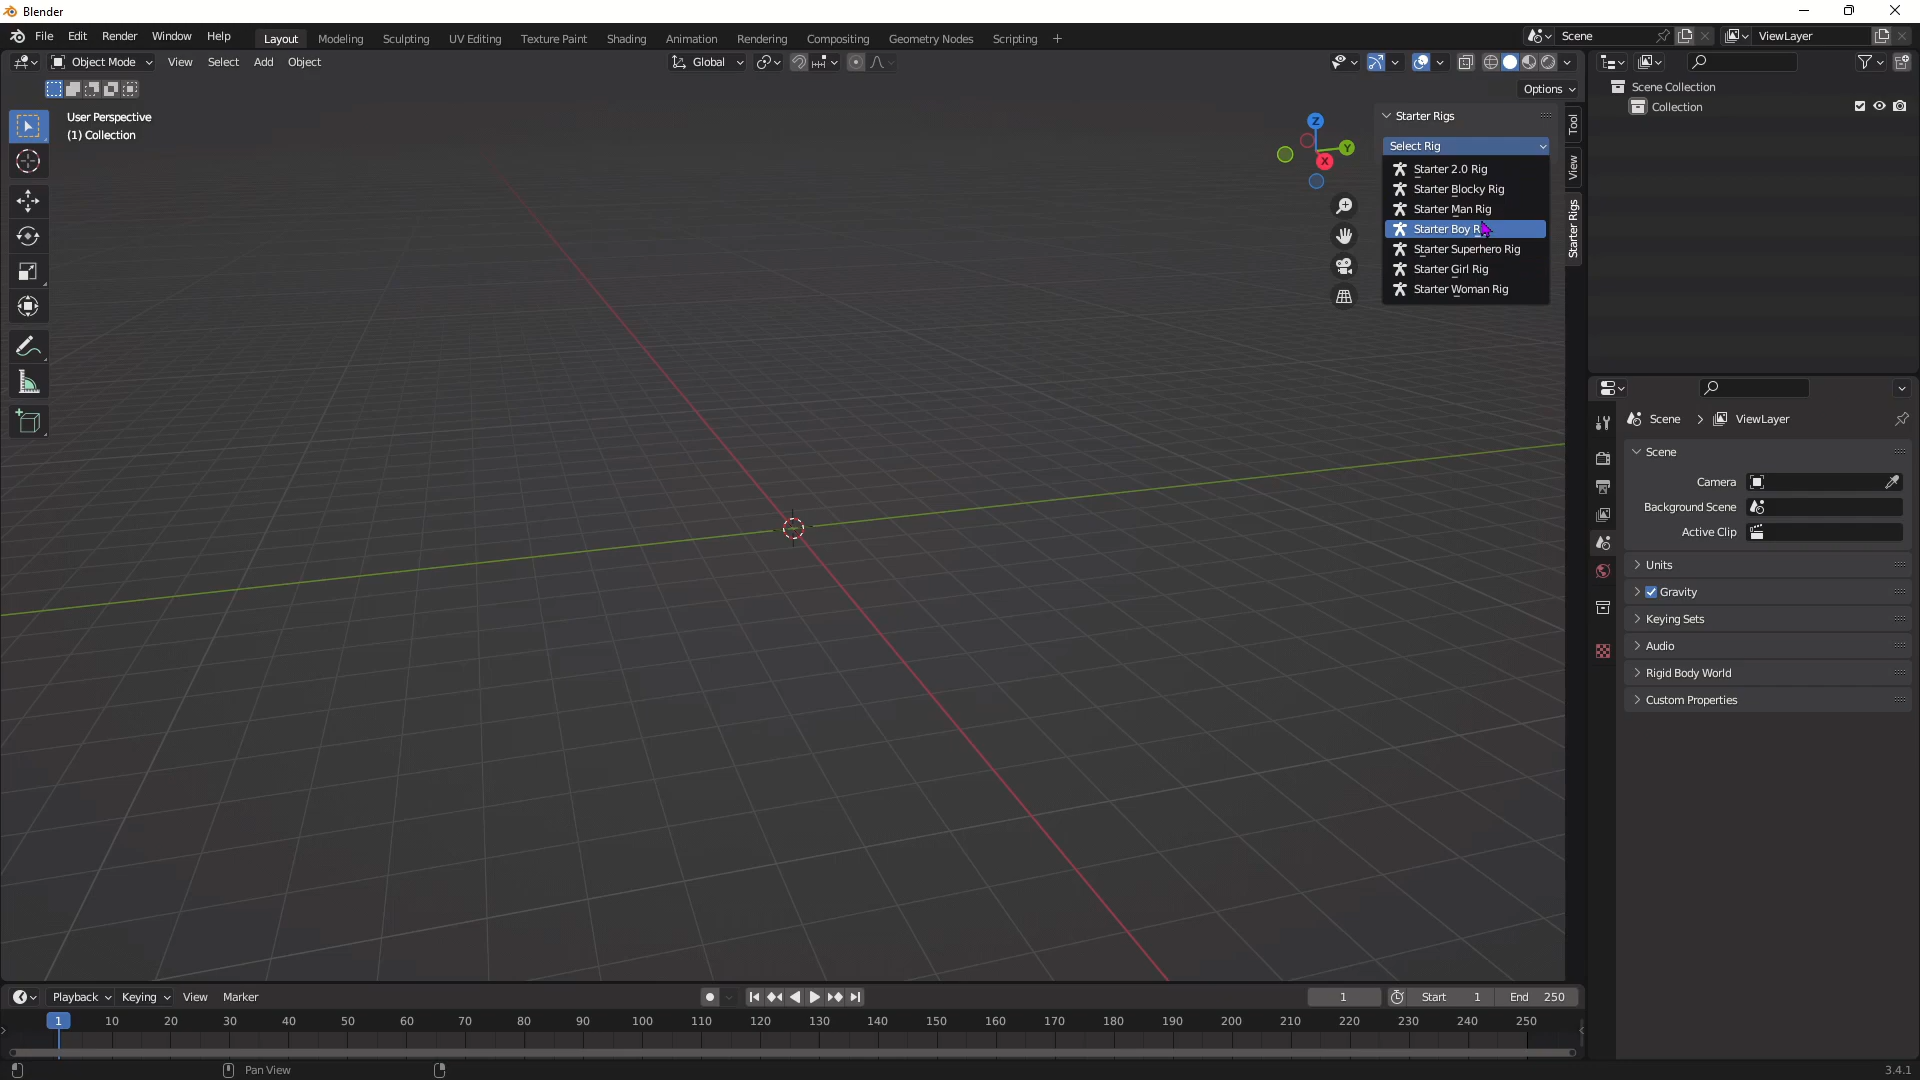 Blender
File Edit Render Window Help Layout Modeling Sculpting UV Editing Texture Paint Shading Animation Rendering Compositing Geometry Nodes Scripting + Scene ViewLayer
Object Mode View Select Add Object Global
Options
User Perspective
(1) Collection
Z
Y
X
Starter Rigs
Select Rig
Starter 2.0 Rig
Starter Blocky Rig
Starter Man Rig
Starter Boy R
Starter Superhero Rig
Starter Girl Rig
Starter Woman Rig
Tool
View
Starter Rigs
Scene Collection
Collection
Scene > ViewLayer
Scene
Camera
Background Scene
Active Clip
Units
Gravity
Keying Sets
Audio
Rigid Body World
Custom Properties
Playback Keying View Marker 1 Start 1 End 250
1 10 20 30 40 50 60 70 80 90 100 110 120 130 140 150 160 170 180 190 200 210 220 230 240 250
Pan View 3.4.1